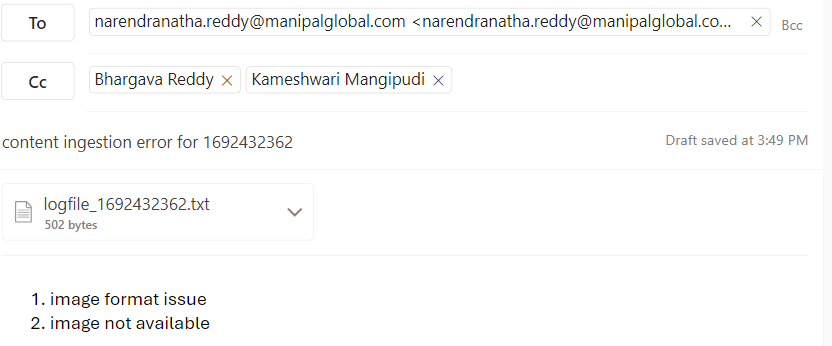 To narendranatha.reddy@manipalglobal.com <narendranatha.reddy@manipalglobal.co... × Bcc
Cc Bhargava Reddy × Kameshwari Mangipudi ×
content ingestion error for 1692432362 Draft saved at 3:49 PM
logfile_1692432362.txt
502 bytes
1. image format issue
2. image not available